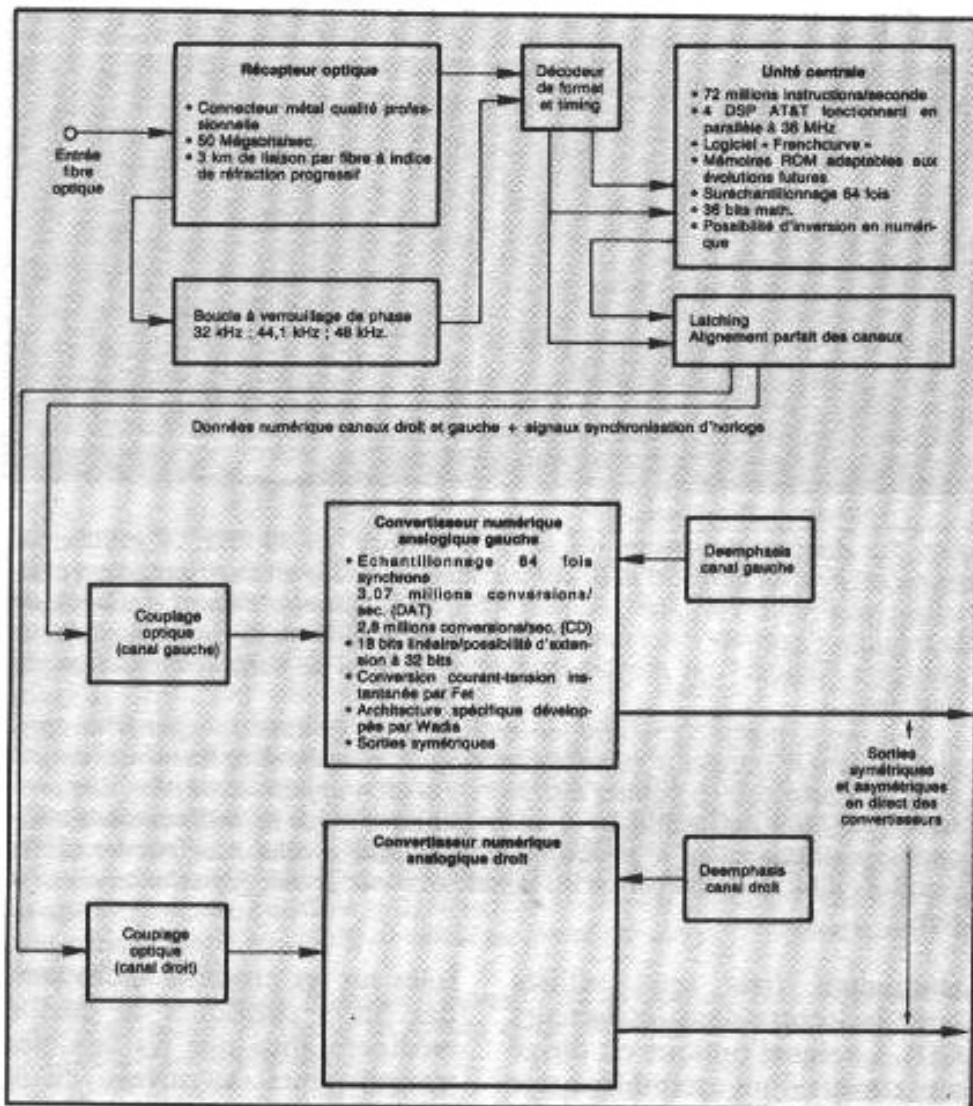 Récapteur optique
• Connecteur métal qualité profes-
sionnelle
• 50 Mégabits/sec.
• 3 km de liaison par fibre à indice
de réfraction progressif
Entrée
fibre
optique
Décodeur
de format
et timing
Unité centrale
• 72 millions instructions/seconde
• 4 DSP AT&T fonctionnant en
parallèle à 36 MHz
• Logiciel « Frenchcurve »
• Mémoires ROM adaptables aux
évolutions futures
• Suréchantillonnage 64 fois
• 36 bits math.
• Possibilité d'inversion en numéri-
que
Boucle à verrouillage de phase
32 kHz ; 44,1 kHz ; 48 kHz.
Latching
Alignement parfait des canaux
Données numérique canaux droit et gauche + signaux synchronisation d'horloge
Convertisseur numérique
analogique gauche
• Echantillonnage 64 fois
synchrone
3,07 millions conversions/
sec. (DAT)
2,8 millions conversions/sec. (CD)
• 18 bits linéaire/possibilité d'exten-
sion à 32 bits
• Conversion courant-tension ins-
tantanée par Fet
• Architecture spécifique dévelop-
pée par Wadia
• Sorties symétriques
Deemphasis
canal gauche
Couplage
optique
(canal gauche)
Sorties
symétriques
et asymétriques
en direct des
convertisseurs
Convertisseur numérique
analogique droit
Deemphasis
canal droit
Couplage
optique
(canal droit)